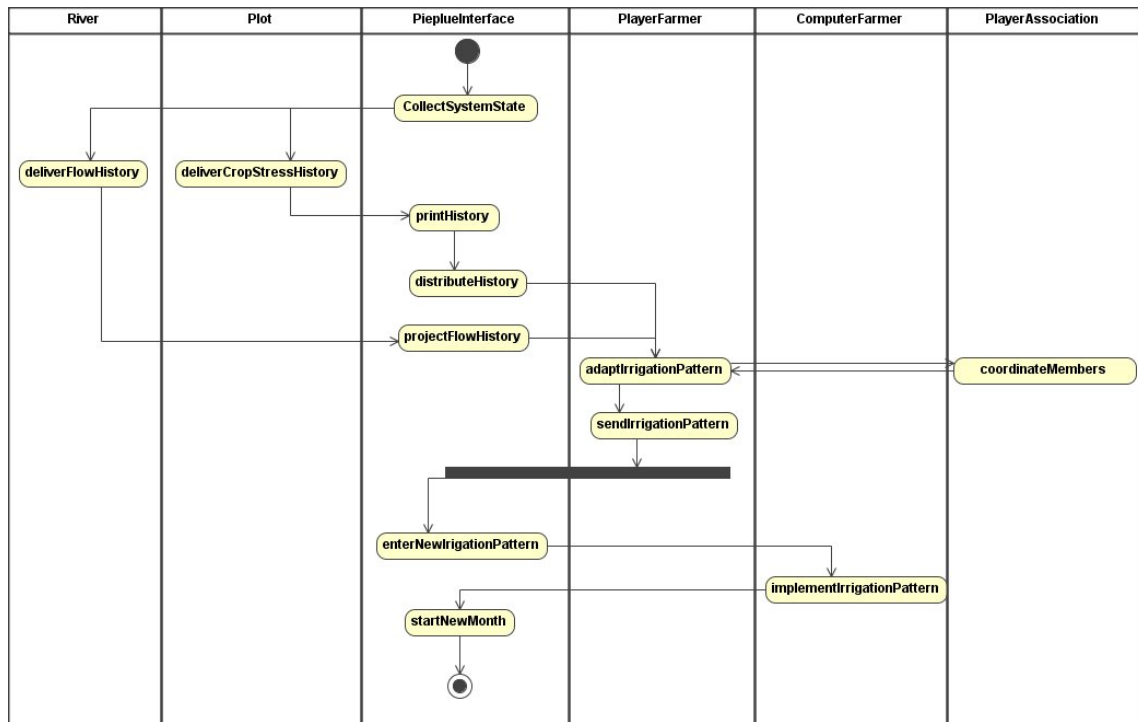 River
Plot
PieplueInterface
PlayerFarmer
ComputerFarmer
PlayerAssociation
CollectSystemState
deliverFlowHistory
deliverCropStressHistory
printHistory
distributeHistory
projectFlowHistory
adaptIrrigationPattern
coordinateMembers
sendIrrigationPattern
enterNewIrigationPattern
implementIrrigationPattern
startNewMonth